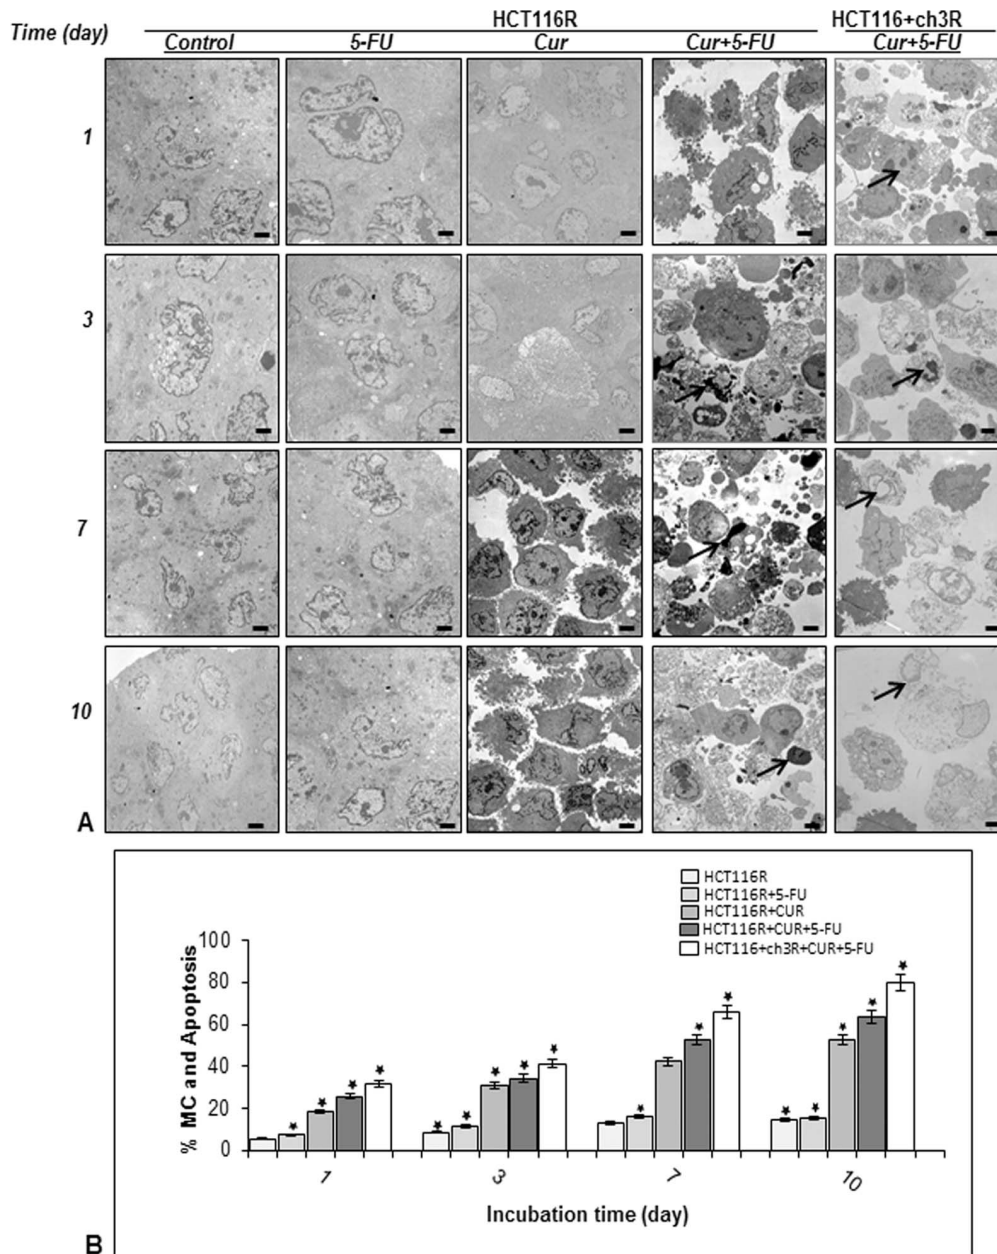 HCT116R HCT116+ch3R
Time (day) Control 5-FU Cur Cur+5-FU Cur+5-FU
1
3
7
10
A
HCT116R
HCT116R+5-FU
HCT116R+CUR
HCT116R+CUR+5-FU
HCT116+ch3R+CUR+5-FU
% MC and Apoptosis
100
80
60
40
20
0
1 3 7 10
Incubation time (day)
B